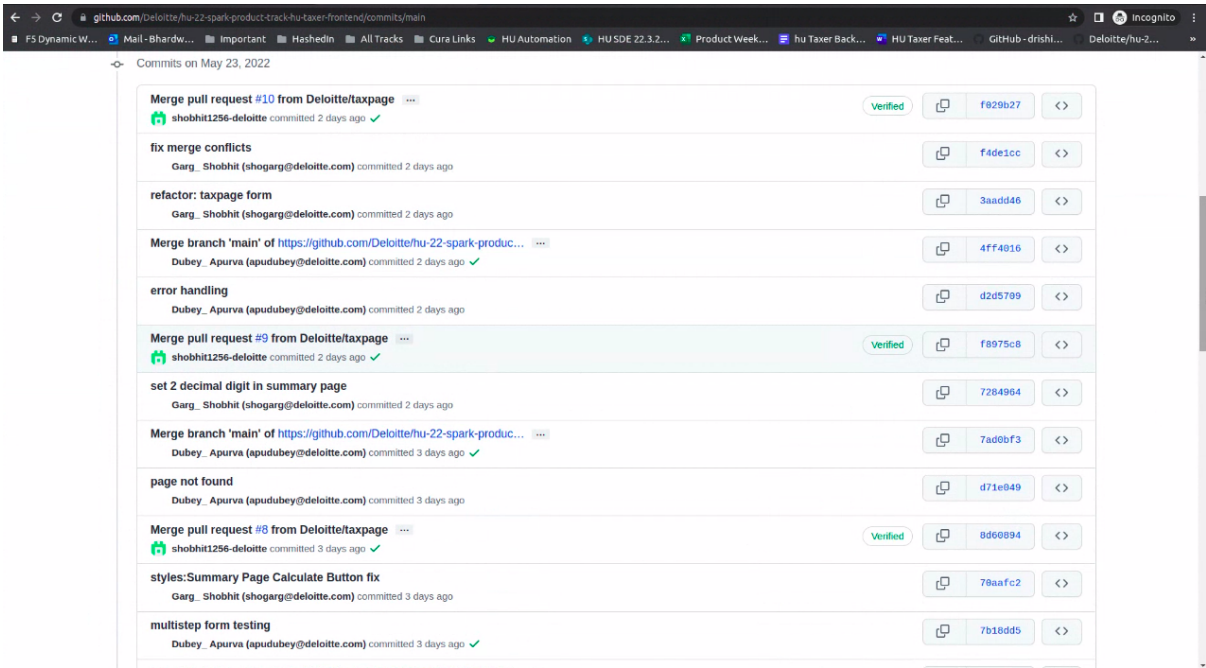 github.com/Deloitte/hu-22-spark-product-track-hu-taxer-frontend/commits/main
Incognito
F5 Dynamic W... Mail - Bhardw... Important HashedIn All Tracks Cura Links HU Automation HU SDE 22.3.2... Product Week... hu Taxer Back... HU Taxer Feat... GitHub - drishi... Deloitte/hu-2... »
Commits on May 23, 2022
Merge pull request #10 from Deloitte/taxpage ...
shobhit1256-deloitte committed 2 days ago
Verified f029b27
fix merge conflicts
Garg_ Shobhit (shogarg@deloitte.com) committed 2 days ago
f4de1cc
refactor: taxpage form
Garg_ Shobhit (shogarg@deloitte.com) committed 2 days ago
3aadd46
Merge branch 'main' of https://github.com/Deloitte/hu-22-spark-produc... ...
Dubey_ Apurva (apudubey@deloitte.com) committed 2 days ago
4ff4016
error handling
Dubey_ Apurva (apudubey@deloitte.com) committed 2 days ago
d2d5709
Merge pull request #9 from Deloitte/taxpage ...
shobhit1256-deloitte committed 2 days ago
Verified f8975c8
set 2 decimal digit in summary page
Garg_ Shobhit (shogarg@deloitte.com) committed 2 days ago
7284964
Merge branch 'main' of https://github.com/Deloitte/hu-22-spark-produc... ...
Dubey_ Apurva (apudubey@deloitte.com) committed 3 days ago
7ad0bf3
page not found
Dubey_ Apurva (apudubey@deloitte.com) committed 3 days ago
d71e049
Merge pull request #8 from Deloitte/taxpage ...
shobhit1256-deloitte committed 3 days ago
Verified 8d60894
styles:Summary Page Calculate Button fix
Garg_ Shobhit (shogarg@deloitte.com) committed 3 days ago
70aafc2
multistep form testing
Dubey_ Apurva (apudubey@deloitte.com) committed 3 days ago
7b18dd5